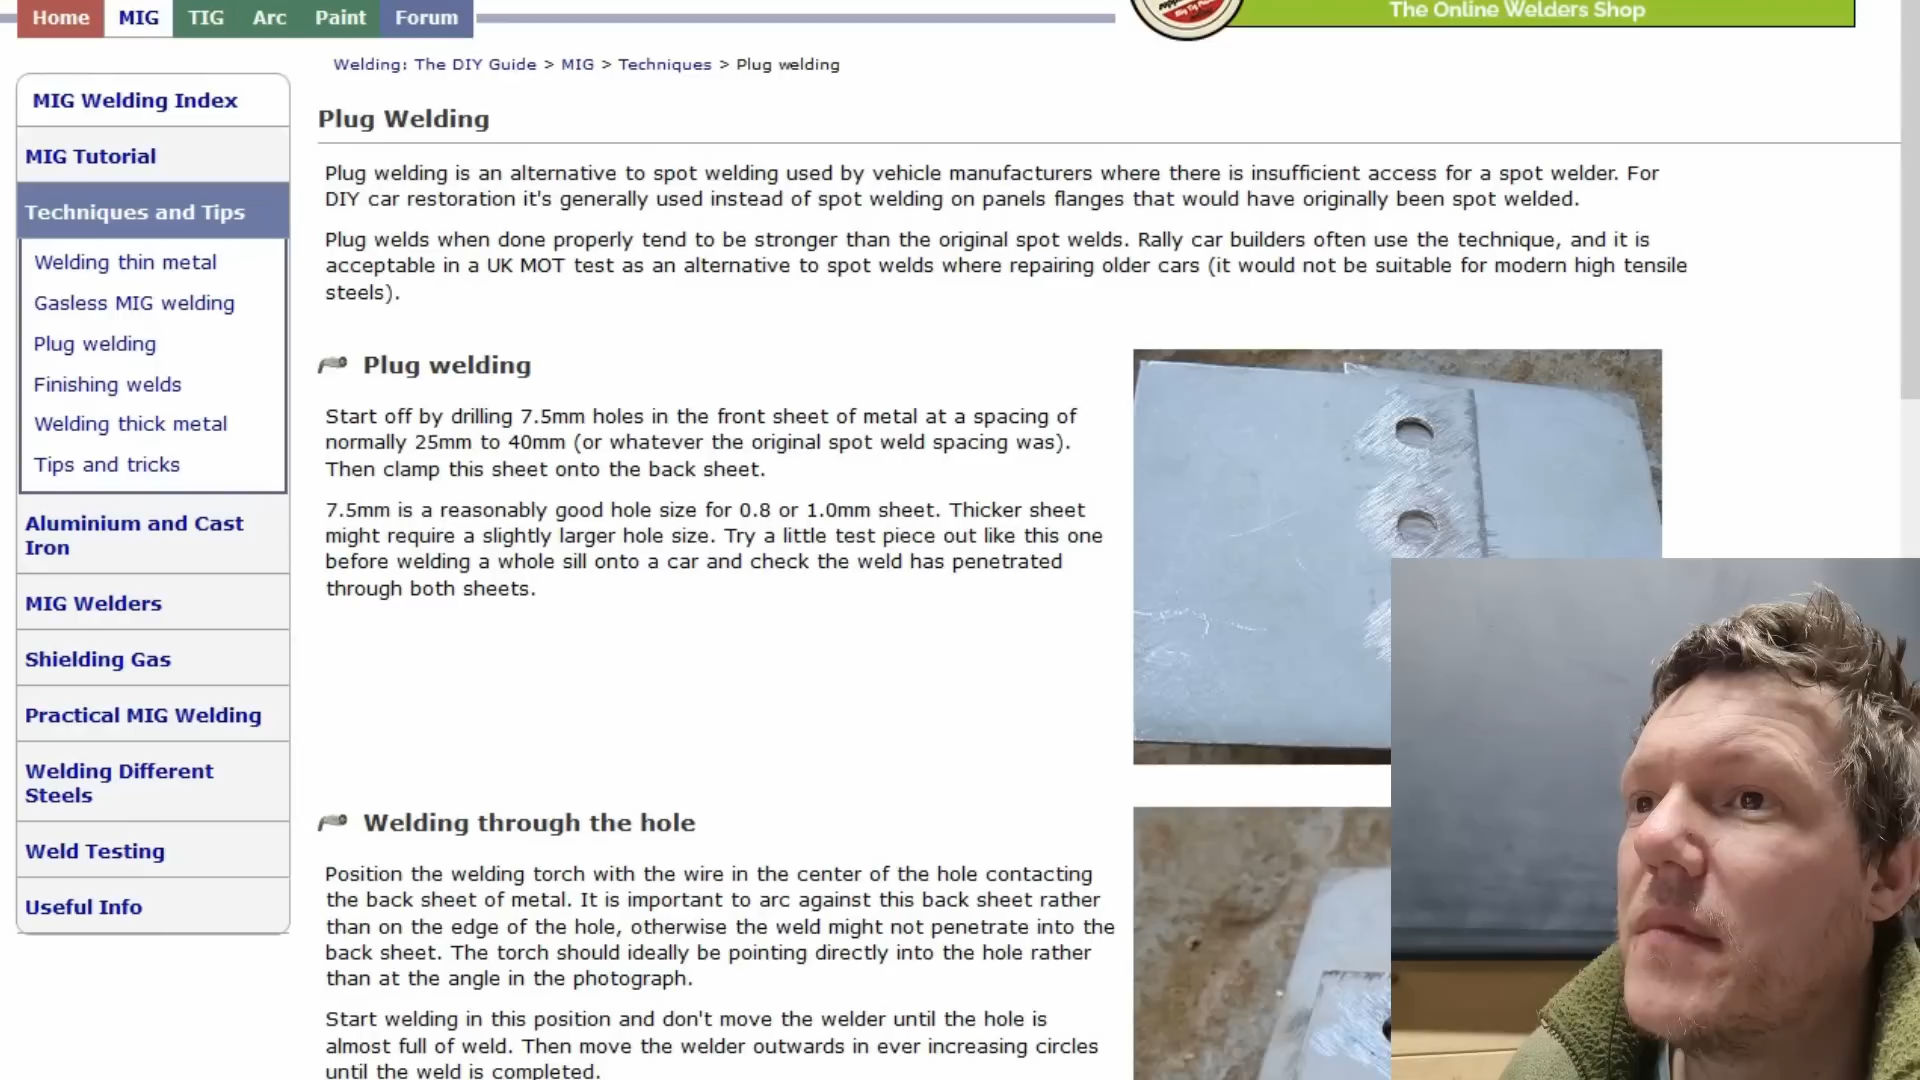 Home MIG TIG Arc Paint Forum
The Online Welders Shop
Welding: The DIY Guide > MIG > Techniques > Plug welding
MIG Welding Index
MIG Tutorial
Techniques and Tips
Welding thin metal
Gasless MIG welding
Plug welding
Finishing welds
Welding thick metal
Tips and tricks
Aluminium and Cast
Iron
MIG Welders
Shielding Gas
Practical MIG Welding
Welding Different
Steels
Weld Testing
Useful Info
Plug Welding
Plug welding is an alternative to spot welding used by vehicle manufacturers where there is insufficient access for a spot welder. For
DIY car restoration it's generally used instead of spot welding on panels flanges that would have originally been spot welded.
Plug welds when done properly tend to be stronger than the original spot welds. Rally car builders often use the technique, and it is
acceptable in a UK MOT test as an alternative to spot welds where repairing older cars (it would not be suitable for modern high tensile
steels).
Plug welding
Start off by drilling 7.5mm holes in the front sheet of metal at a spacing of
normally 25mm to 40mm (or whatever the original spot weld spacing was).
Then clamp this sheet onto the back sheet.
7.5mm is a reasonably good hole size for 0.8 or 1.0mm sheet. Thicker sheet
might require a slightly larger hole size. Try a little test piece out like this one
before welding a whole sill onto a car and check the weld has penetrated
through both sheets.
Welding through the hole
Position the welding torch with the wire in the center of the hole contacting
the back sheet of metal. It is important to arc against this back sheet rather
than on the edge of the hole, otherwise the weld might not penetrate into the
back sheet. The torch should ideally be pointing directly into the hole rather
than at the angle in the photograph.
Start welding in this position and don't move the welder until the hole is
almost full of weld. Then move the welder outwards in ever increasing circles
until the weld is completed.